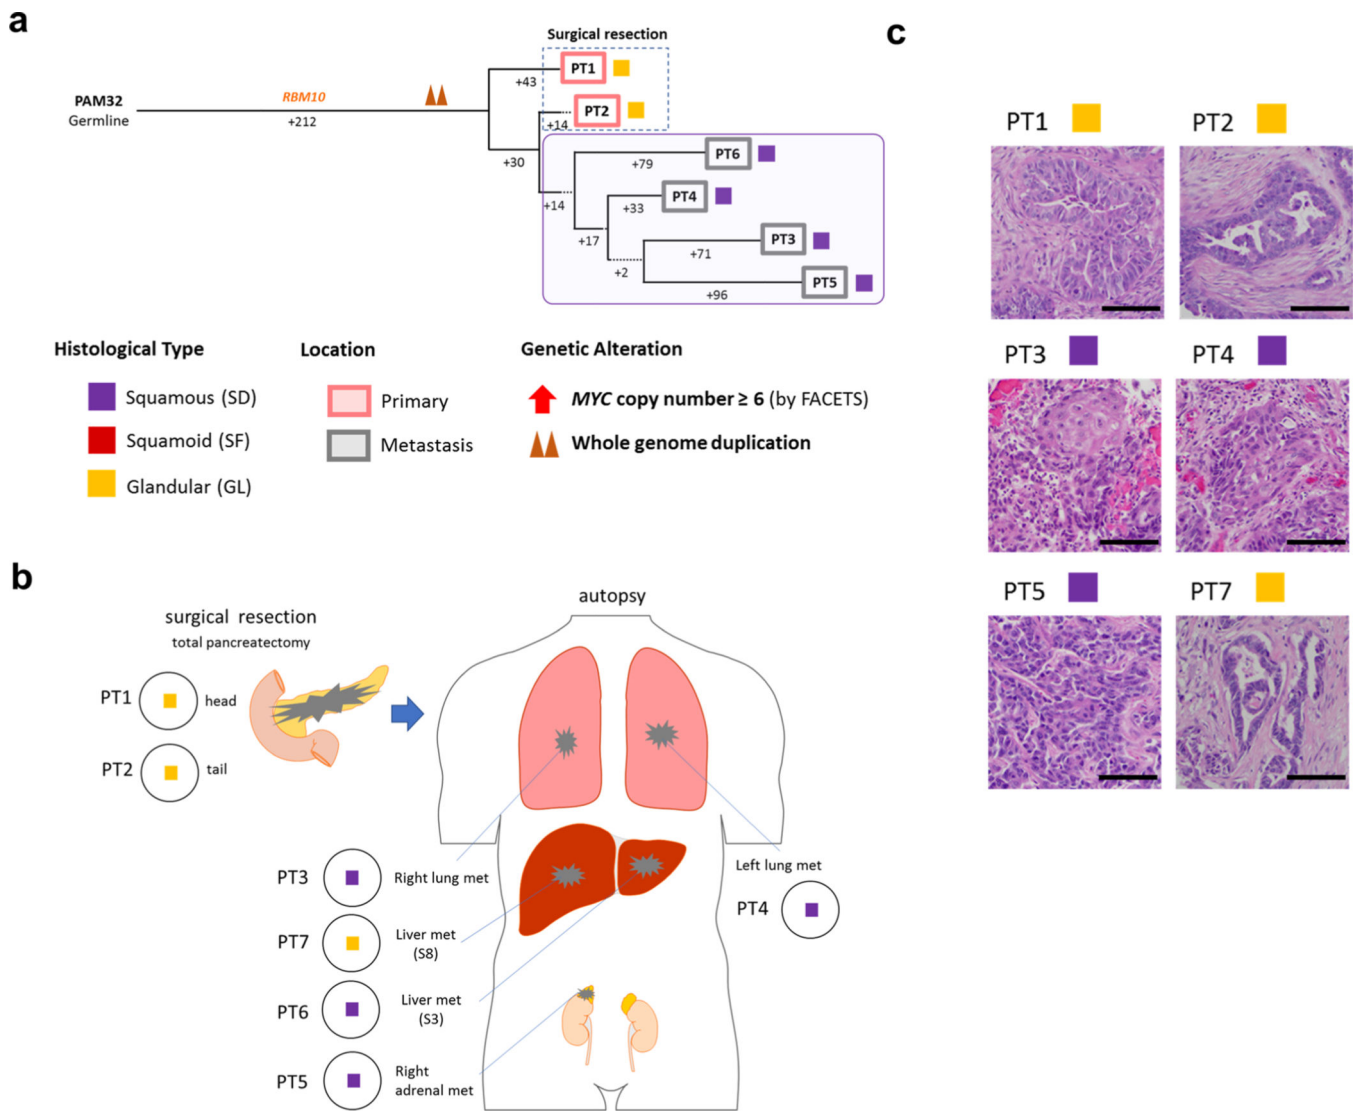 a
Surgical resection
PT1
+43
RBM10
PAM32
Germline
+212
PT2
+14
+30
PT6
+79
+14
PT4
+33
+17
PT3
+71
+2
PT5
+96
Histological Type
Squamous (SD)
Squamoid (SF)
Glandular (GL)
Location
Primary
Metastasis
Genetic Alteration
MYC copy number ≥ 6 (by FACETS)
Whole genome duplication
b
surgical resection
total pancreatectomy
PT1
head
PT2
tail
autopsy
PT3
Right lung met
PT7
Liver met
(S8)
PT6
Liver met
(S3)
PT5
Right
adrenal met
Left lung met
PT4
c
PT1
PT2
PT3
PT4
PT5
PT7